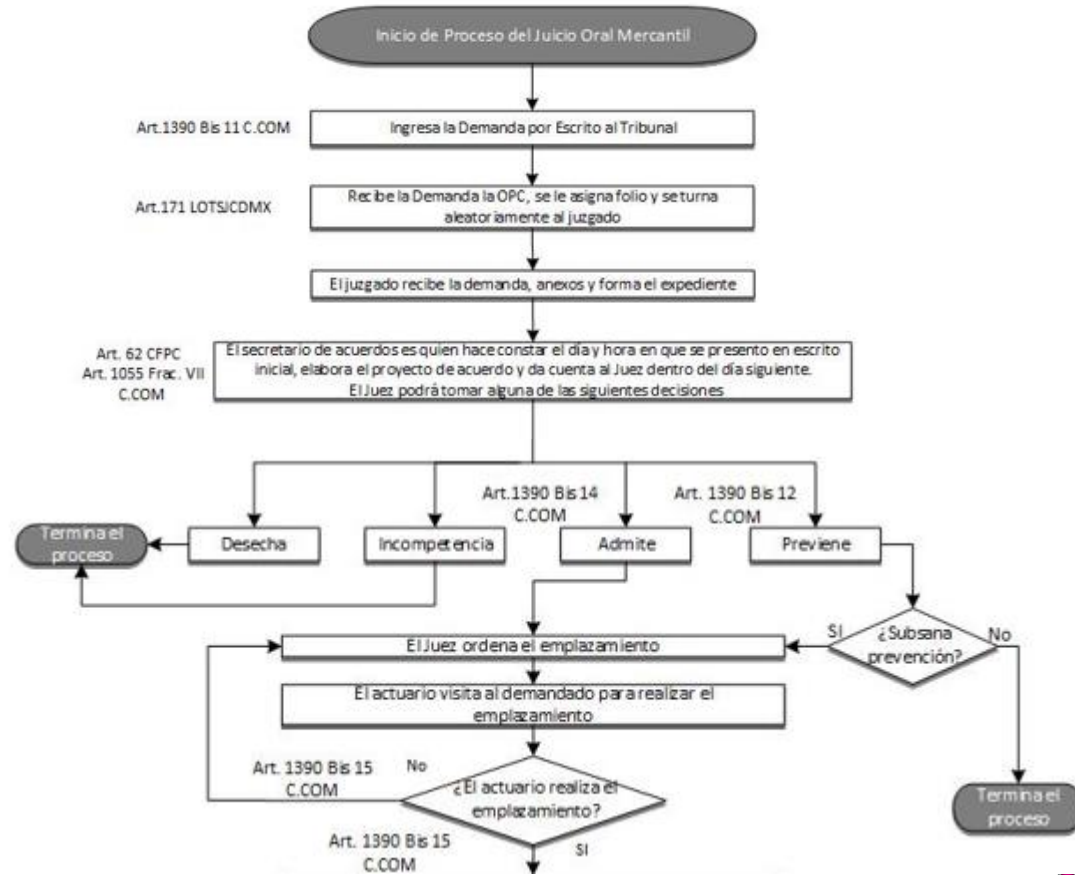 Inicio de Proceso del Juicio Oral Mercantil
Art.1390 Bis 11 C.COM
Ingresa la Demanda por Escrito al Tribunal
Art.171 LOTSJCDMX
Recibe la Demanda la OPC, se le asigna folio y se turna
aleatoriamente al juzgado
El juzgado recibe la demanda, anexos y forma el expediente
Art. 62 CFPC
Art. 1055 Frac. VII
C.COM
El secretario de acuerdos es quien hace constar el día y hora en que se presento en escrito
inicial, elabora el proyecto de acuerdo y da cuenta al Juez dentro del día siguiente.
El Juez podrá tomar alguna de las siguientes decisiones
Art.1390 Bis 14
C.COM
Art. 1390 Bis 12
C.COM
Termina el
proceso
Desecha
Incompetencia
Admite
Previene
El Juez ordena el emplazamiento
SI
¿Subsana
prevención?
No
El actuario visita al demandado para realizar el
emplazamiento
Art. 1390 Bis 15
C.COM
No
¿El actuario realiza el
emplazamiento?
Termina el
proceso
Art. 1390 Bis 15
C.COM
SI